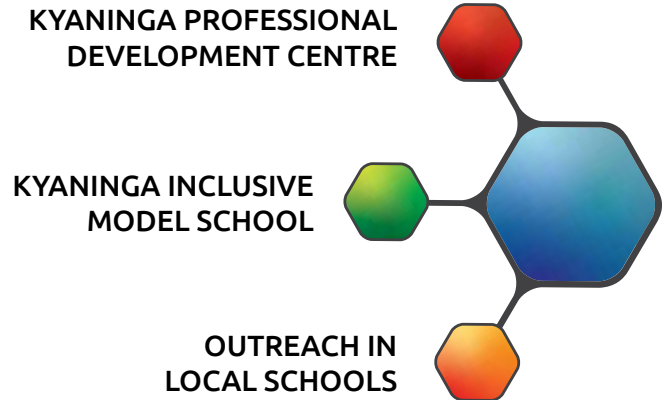 KYANINGA PROFESSIONAL
DEVELOPMENT CENTRE
KYANINGA INCLUSIVE
MODEL SCHOOL
OUTREACH IN
LOCAL SCHOOLS